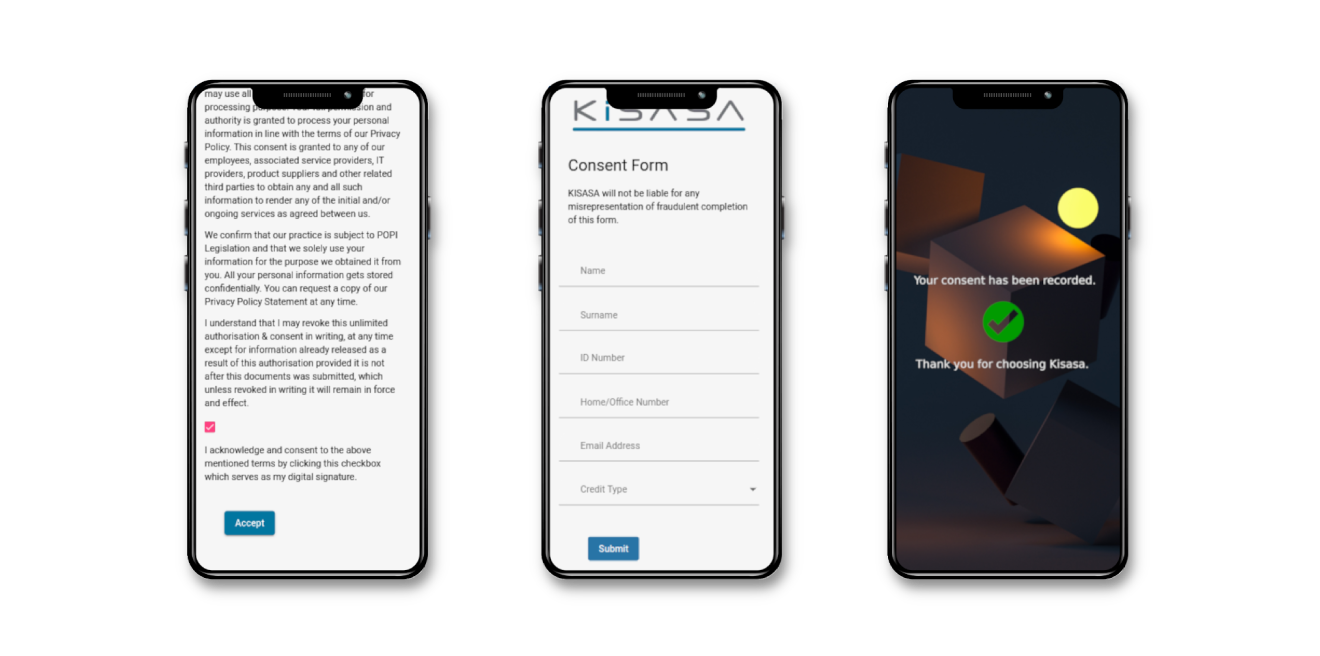 may use all for
processing and
authority is granted to process your personal
information in line with the terms of our Privacy
Policy. This consent is granted to any of our
employees, associated service providers, IT
providers, product suppliers and other related
third parties to obtain any and all such
information to render any of the initial and/or
ongoing services as agreed between us.
We confirm that our practice is subject to POPI
Legislation and that we solely use your
information for the purpose we obtained it from
you. All your personal information gets stored
confidentially. You can request a copy of our
Privacy Policy Statement at any time.
I understand that I may revoke this unlimited
authorisation & consent in writing, at any time
except for information already released as a
result of this authorisation provided it is not
after this documents was submitted, which
unless revoked in writing it will remain in force
and effect.
I acknowledge and consent to the above
mentioned terms by clicking this checkbox
which serves as my digital signature.
Accept
KiSASA
Consent Form
KISASA will not be liable for any
misrepresentation of fraudulent completion
of this form.
Name
Surname
ID Number
Home/Office Number
Email Address
Credit Type
Submit
Your consent has been recorded.
Thank you for choosing Kisasa.